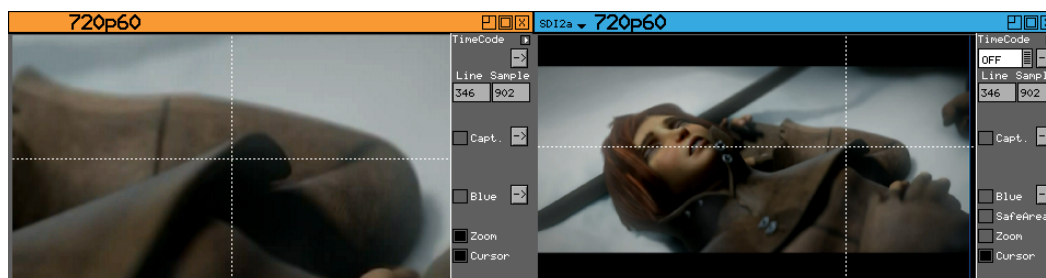 720p60
TimeCode
->
Line Sample
346 902
Capt. ->
Blue ->
Zoom
Cursor
SDI2a 720p60
TimeCode
OFF
Line Sampl
346 902
Capt.
Blue
SafeArea
Zoom
Cursor